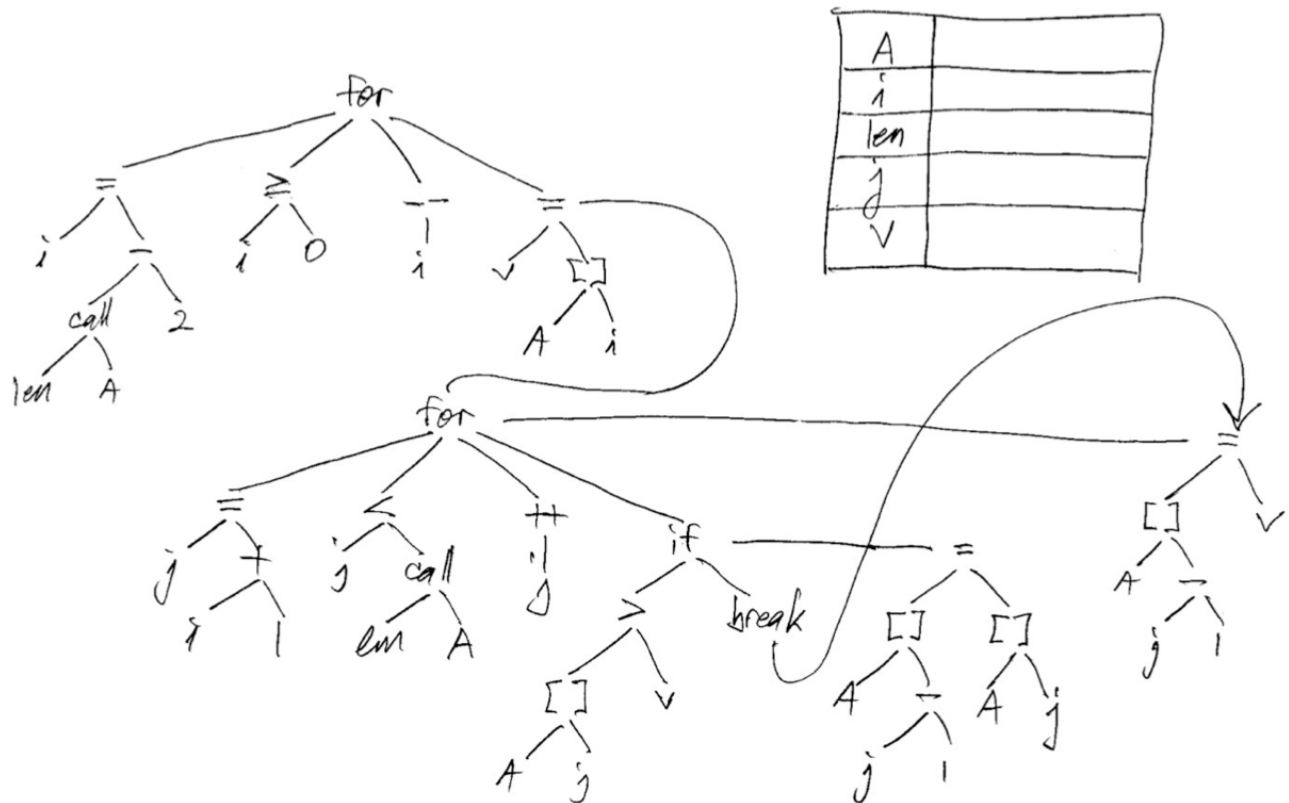 A
for
i
= ≥ -- =
len
i - i 0 i v []
j
call 2 A i
v
len A
for =
= < ++ if = [] v
j + j call j > break [] [] A -
i 1 len A [] v A - A j j 1
A j j 1